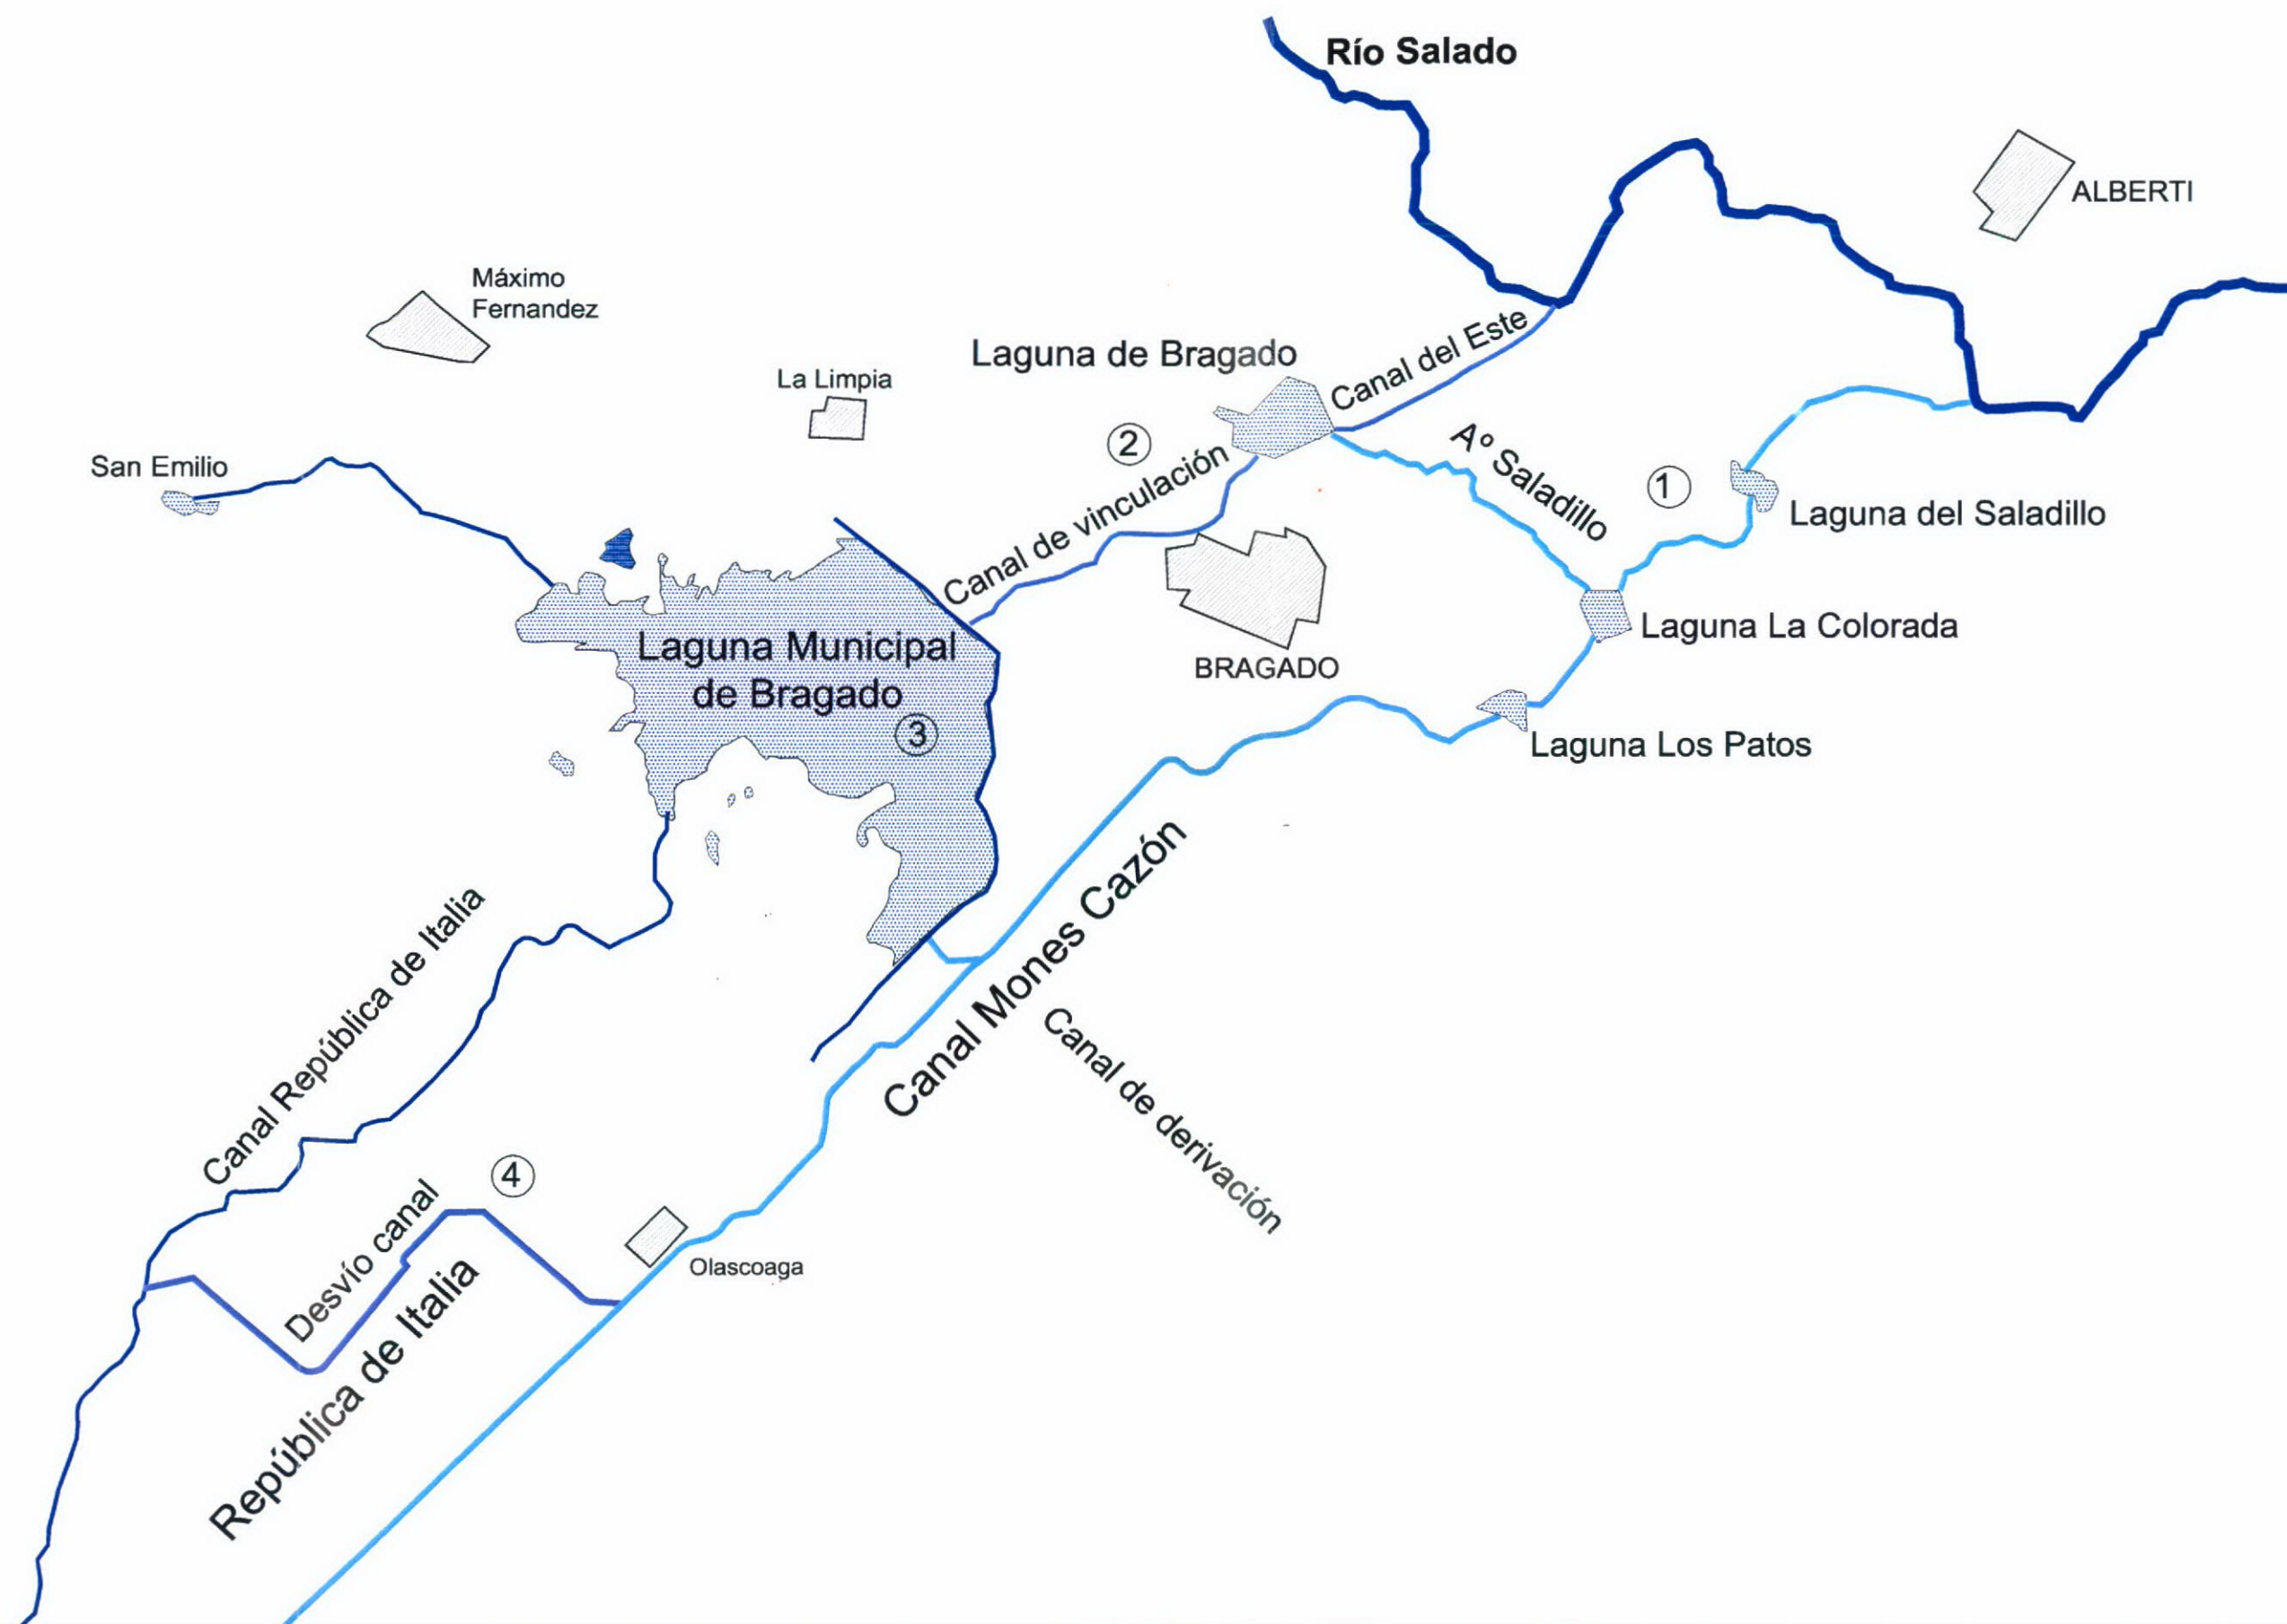 Río Salado
ALBERTI
Máximo
Fernandez
Laguna de Bragado
Canal del Este
La Limpia
San Emilio
2
Aº Saladillo
1
Canal de vinculación
Laguna del Saladillo
Laguna Municipal
de Bragado
3
BRAGADO
Laguna La Colorada
Laguna Los Patos
Canal República de Italia
Canal Mones Cazón
Canal de derivación
4
Desvío canal
República de Italia
Olascoaga